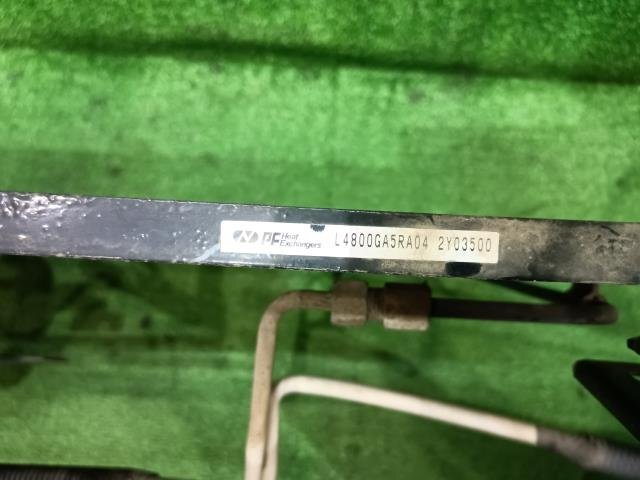 PF Heat
Exchangers
L4800GA5RA04 2Y03500